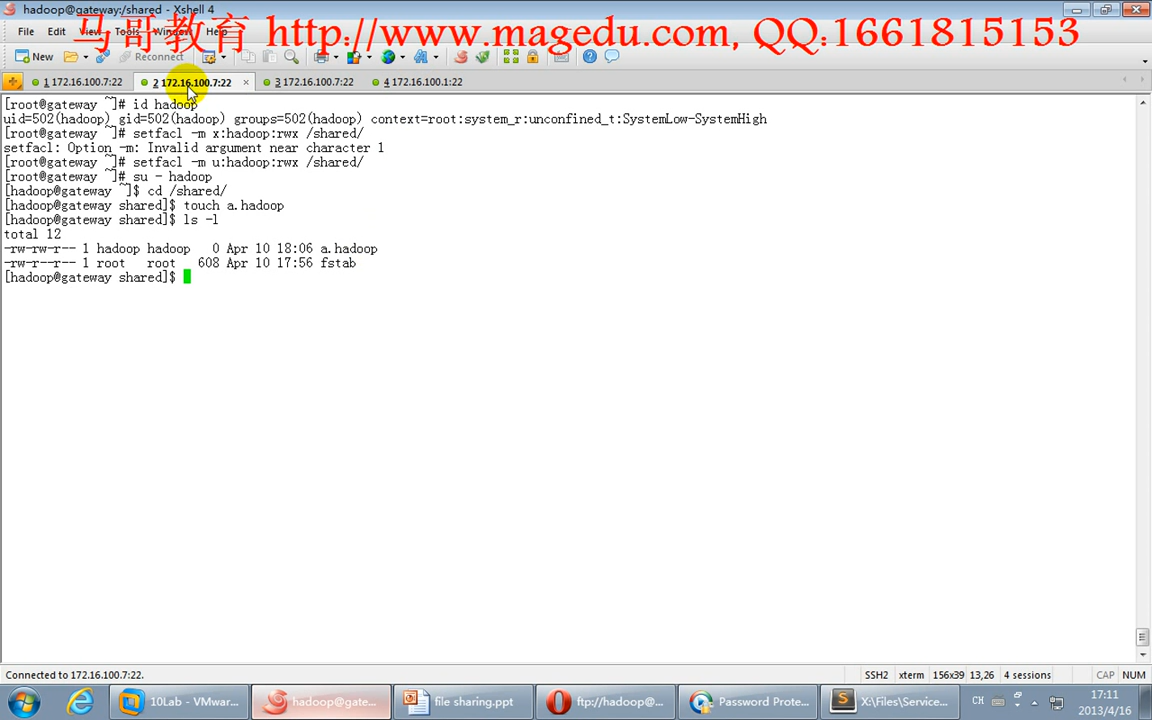 hadoop@gateway:/shared - Xshell 4
File Edit View Tools Window Help
马哥教育 http://www.magedu.com, QQ:1661815153
New Reconnect
1 172.16.100.7:22 2 172.16.100.7:22 × 3 172.16.100.7:22 4 172.16.100.1:22
[root@gateway ~]# id hadoop
uid=502(hadoop) gid=502(hadoop) groups=502(hadoop) context=root:system_r:unconfined_t:SystemLow-SystemHigh
[root@gateway ~]# setfacl -m x:hadoop:rwx /shared/
setfacl: Option -m: Invalid argument near character 1
[root@gateway ~]# setfacl -m u:hadoop:rwx /shared/
[root@gateway ~]# su - hadoop
[hadoop@gateway ~]$ cd /shared/
[hadoop@gateway shared]$ touch a.hadoop
[hadoop@gateway shared]$ ls -l
total 12
-rw-rw-r-- 1 hadoop hadoop 0 Apr 10 18:06 a.hadoop
-rw-r--r-- 1 root root 608 Apr 10 17:56 fstab
[hadoop@gateway shared]$
Connected to 172.16.100.7:22. SSH2 xterm 156x39 13,26 4 sessions CAP NUM
10Lab - VMwar... hadoop@gate... file sharing.ppt ftp://hadoop@... Password Prote... X:\Files\Service... CH 17:11
2013/4/16